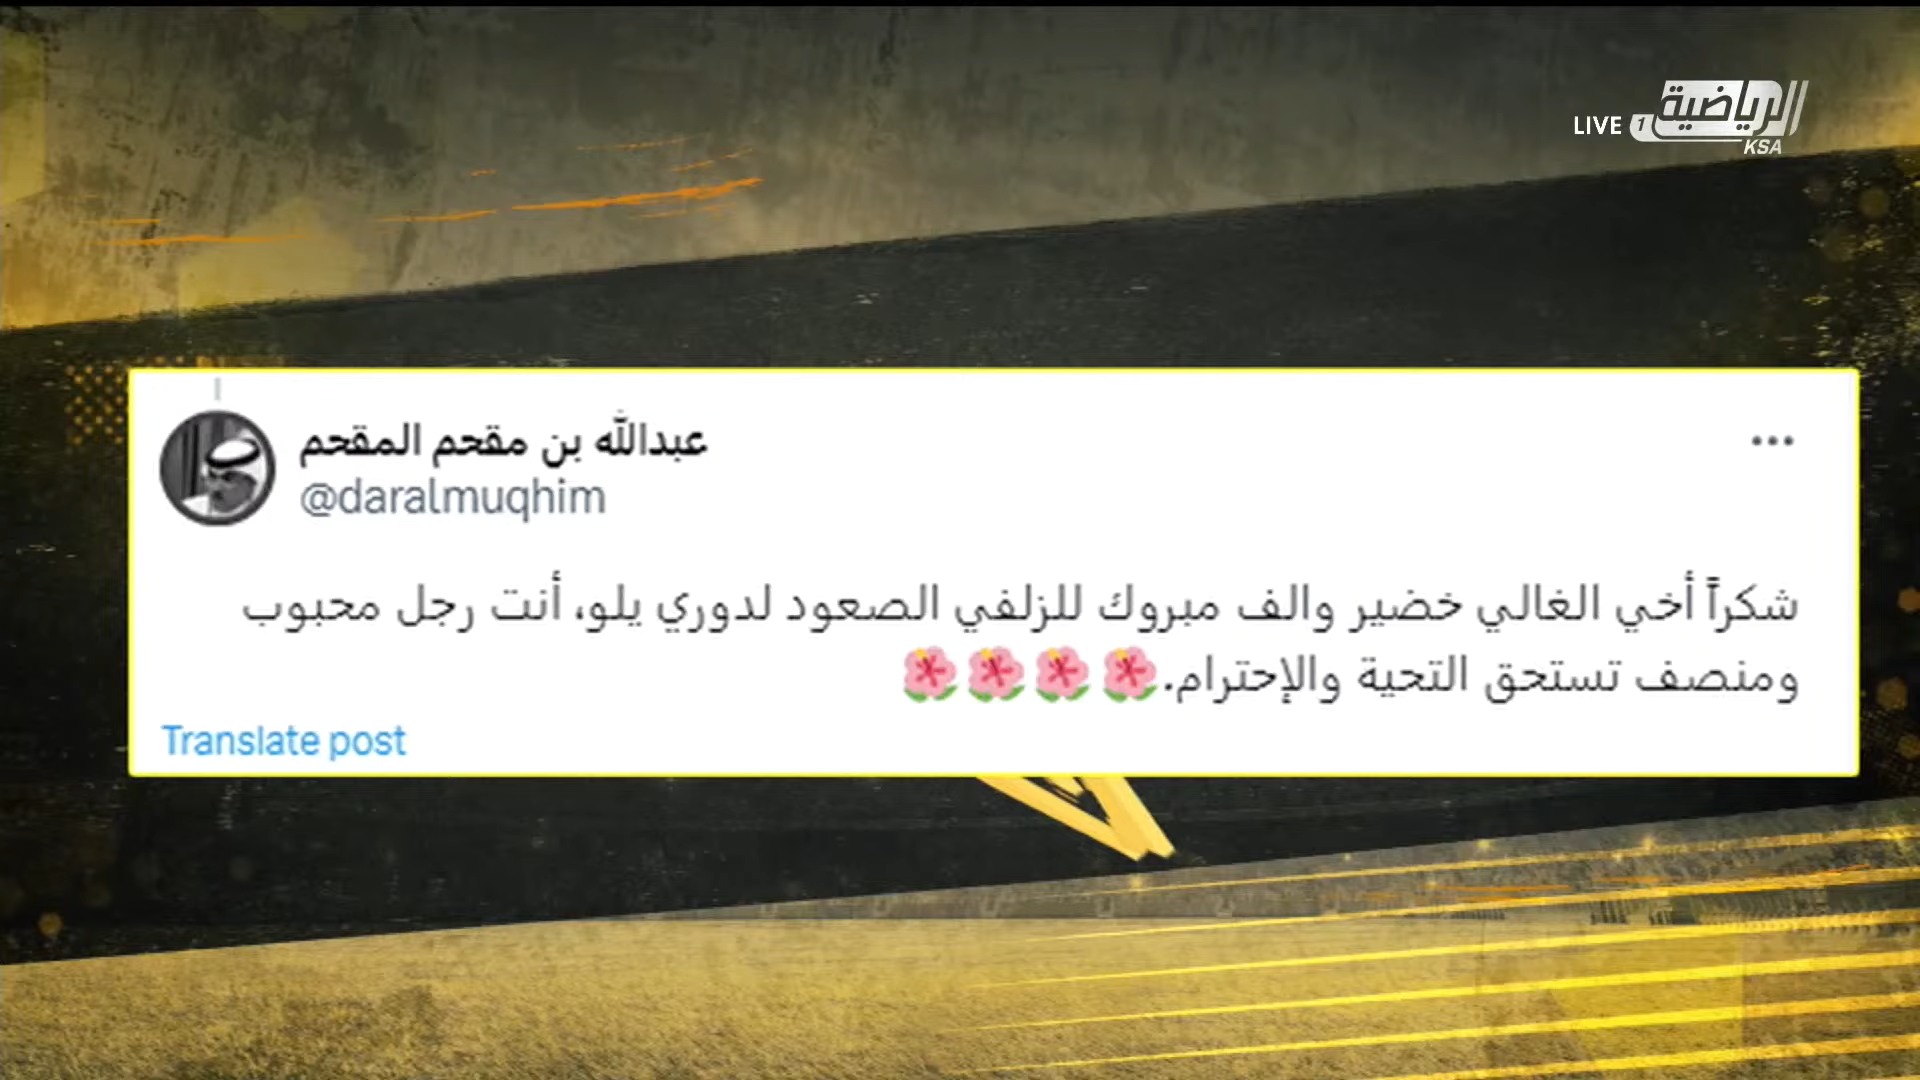 LIVE 1 الرياضية
KSA
عبدالله بن مقحم المقحم
@daralmuqhim
شكراً أخي الغالي خضير والف مبروك للزلفي الصعود لدوري يلو، أنت رجل محبوب
ومنصف تستحق التحية والإحترام.🌺🌺🌺🌺
Translate post